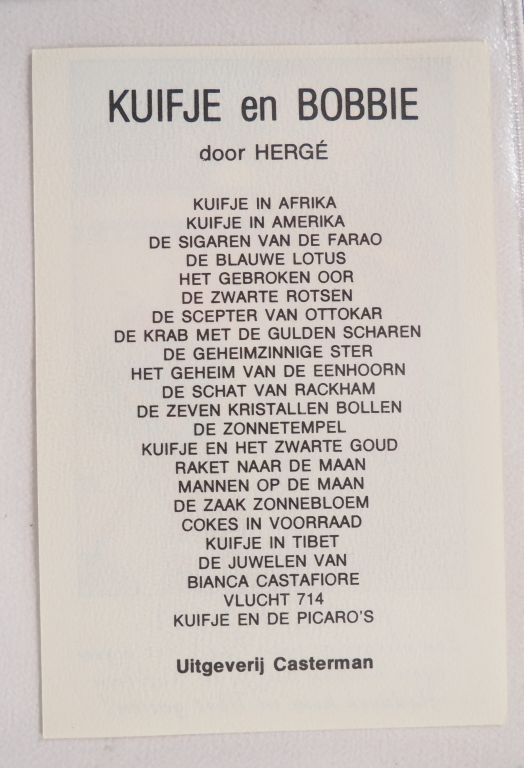 KUIFJE en BOBBIE
door HERGÉ
KUIFJE IN AFRIKA
KUIFJE IN AMERIKA
DE SIGAREN VAN DE FARAO
DE BLAUWE LOTUS
HET GEBROKEN OOR
DE ZWARTE ROTSEN
DE SCEPTER VAN OTTOKAR
DE KRAB MET DE GULDEN SCHAREN
DE GEHEIMZINNIGE STER
HET GEHEIM VAN DE EENHOORN
DE SCHAT VAN RACKHAM
DE ZEVEN KRISTALLEN BOLLEN
DE ZONNETEMPEL
KUIFJE EN HET ZWARTE GOUD
RAKET NAAR DE MAAN
MANNEN OP DE MAAN
DE ZAAK ZONNEBLOEM
COKES IN VOORRAAD
KUIFJE IN TIBET
DE JUWELEN VAN
BIANCA CASTAFIORE
VLUCHT 714
KUIFJE EN DE PICARO'S
Uitgeverij Casterman